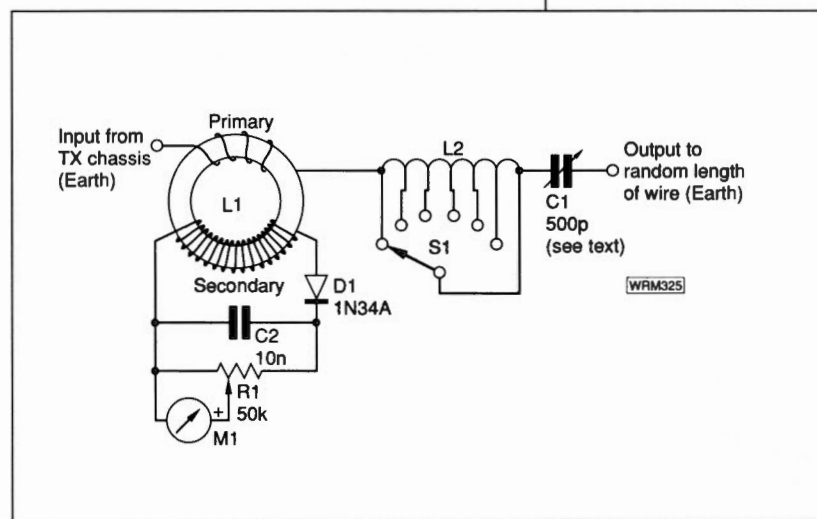 Primary
Input from
TX chassis
(Earth)
L1
Secondary
L2
S1
C1
500p
(see text)
Output to
random length
of wire (Earth)
D1
1N34A
C2
10n
R1
50k
+
M1
WRM325